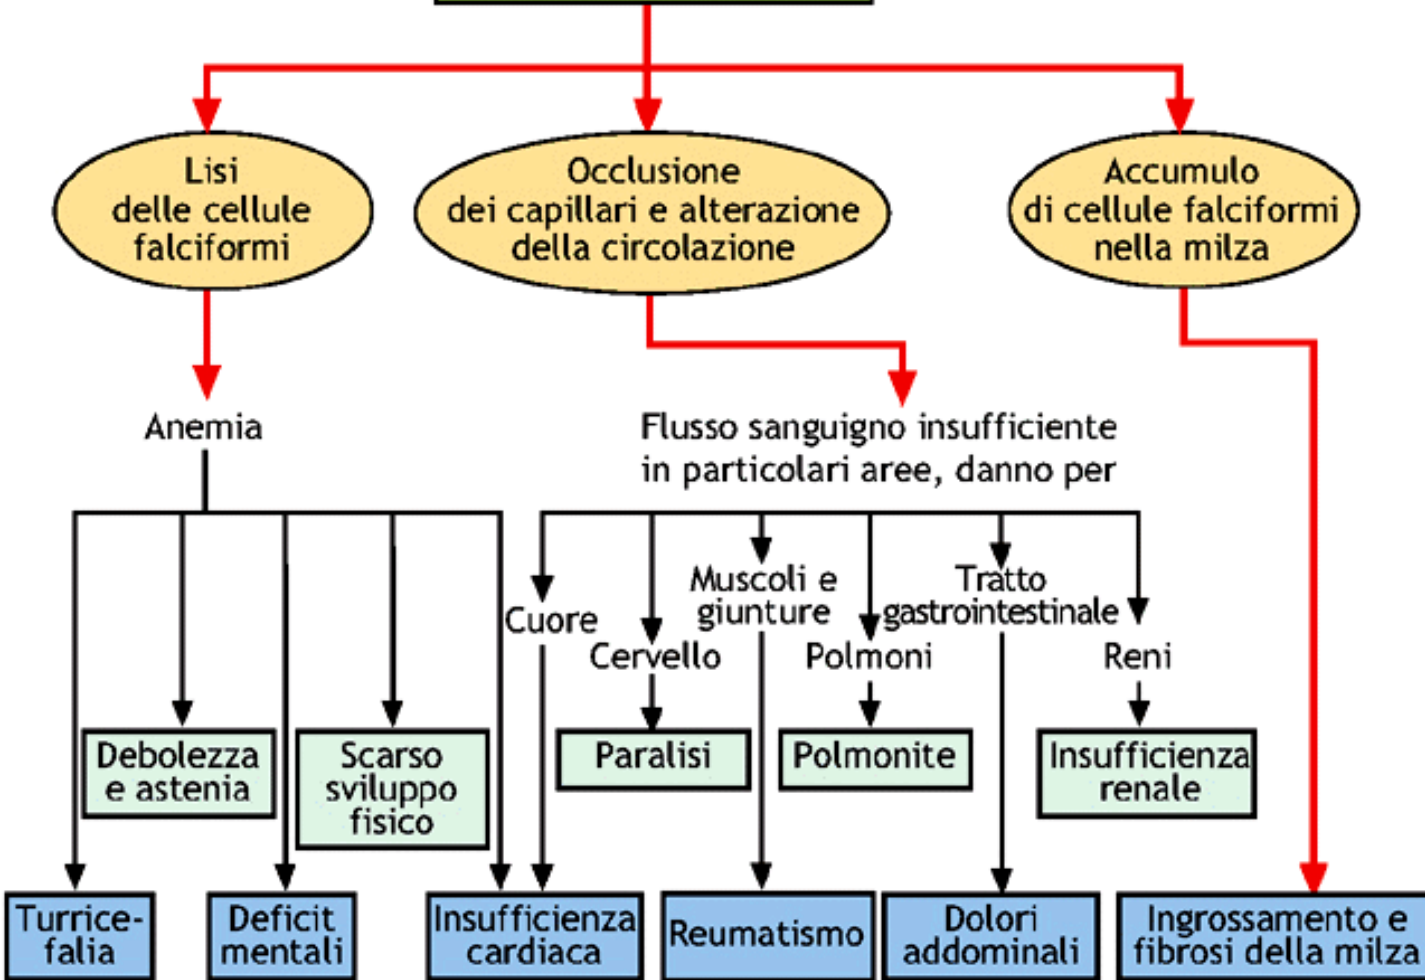 Lisi
delle cellule
falciformi
Occlusione
dei capillari e alterazione
della circolazione
Accumulo
di cellule falciformi
nella milza
Anemia
Flusso sanguigno insufficiente
in particolari aree, danno per
Cuore
Cervello
Muscoli e
giunture
Polmoni
Tratto
gastrointestinale
Reni
Debolezza
e astenia
Scarso
sviluppo
fisico
Paralisi
Polmonite
Insufficienza
renale
Turrice-
falia
Deficit
mentali
Insufficienza
cardiaca
Reumatismo
Dolori
addominali
Ingrossamento e
fibrosi della milza